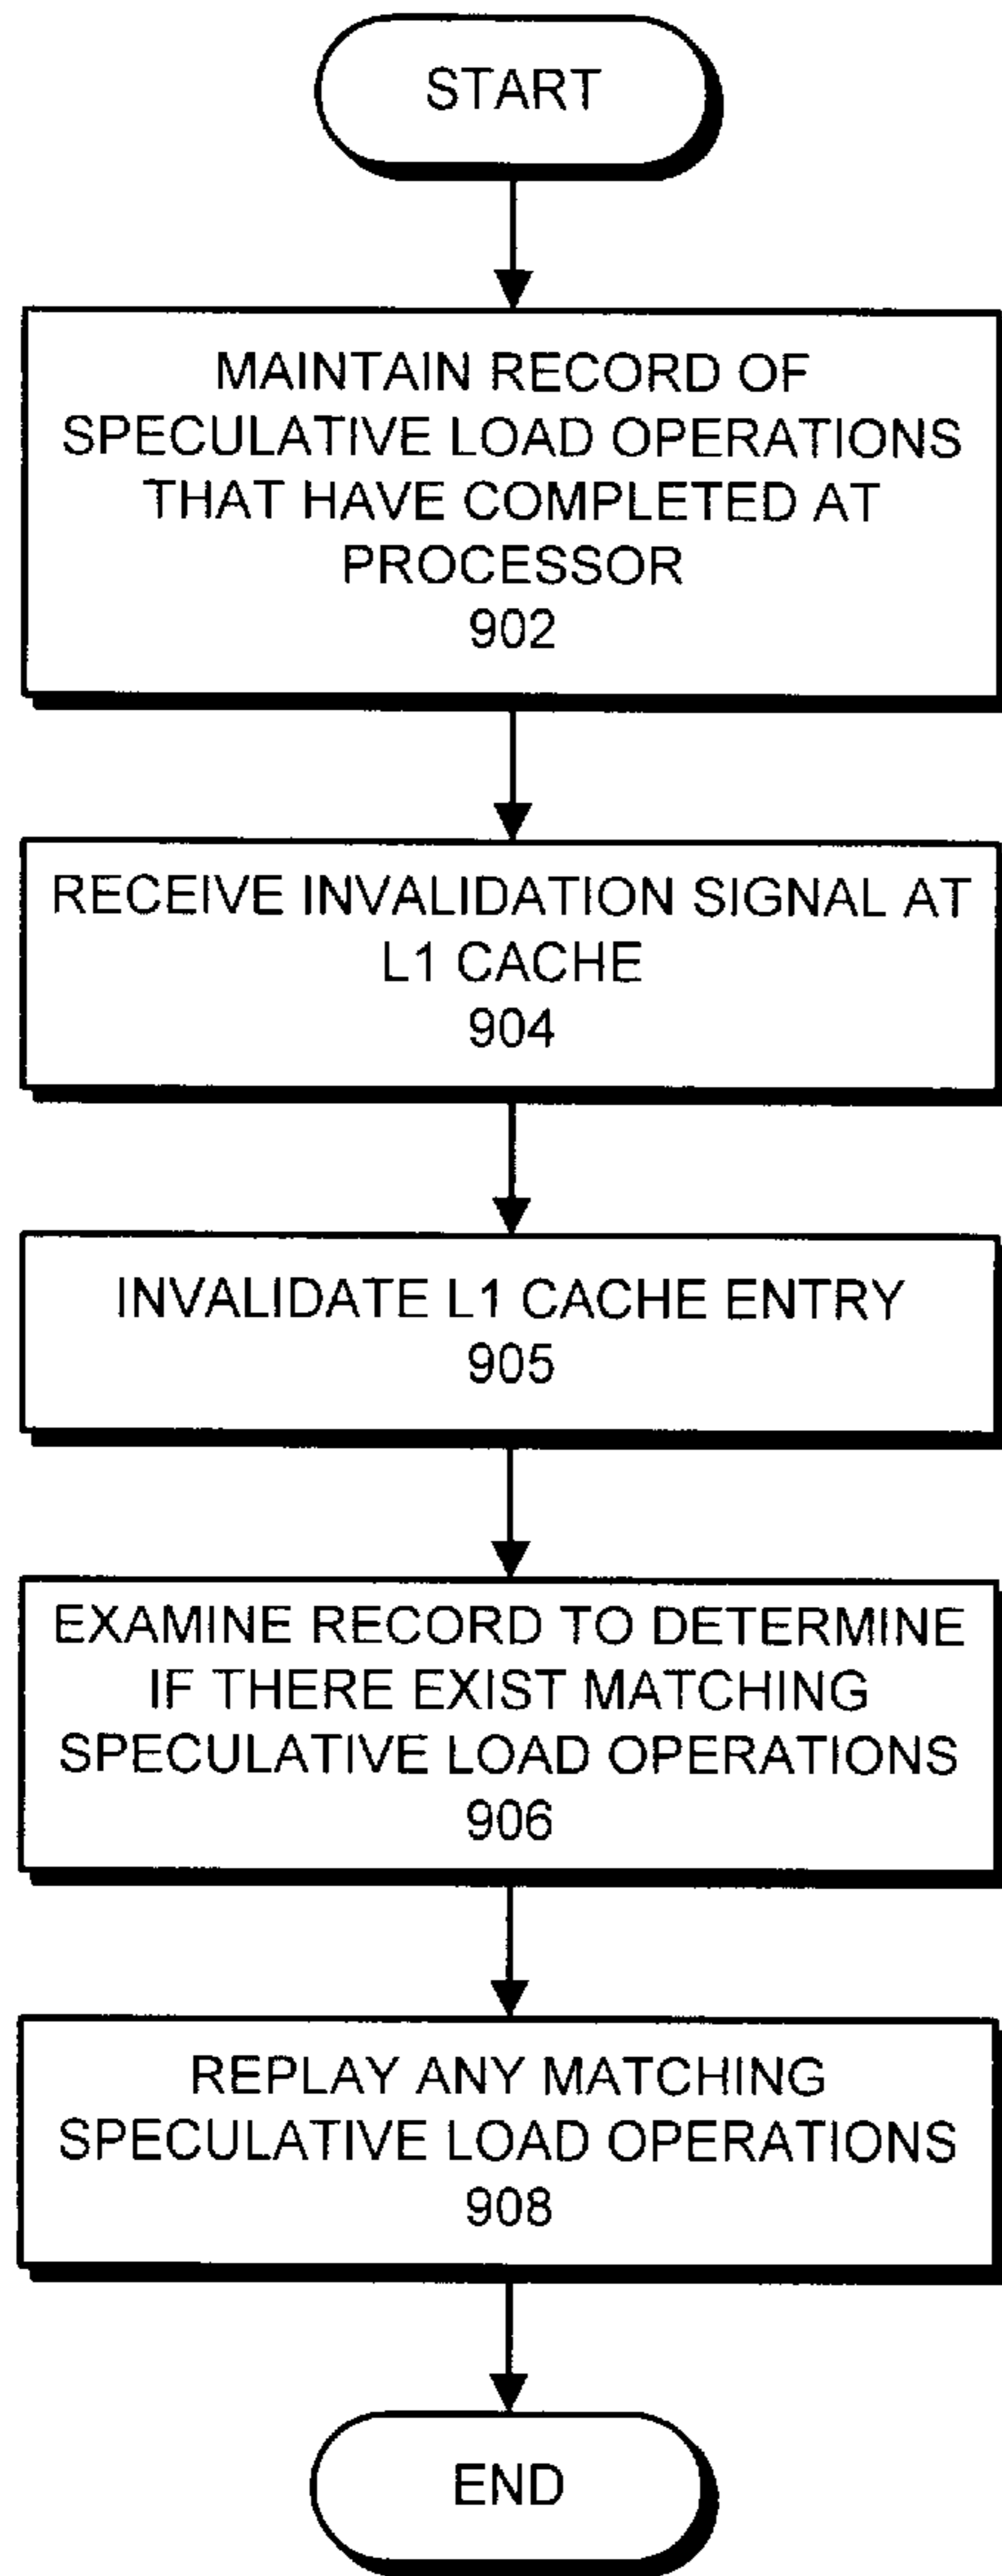 START
MAINTAIN RECORD OF
SPECULATIVE LOAD OPERATIONS
THAT HAVE COMPLETED AT
PROCESSOR
902
RECEIVE INVALIDATION SIGNAL AT
L1 CACHE
904
INVALIDATE L1 CACHE ENTRY
905
EXAMINE RECORD TO DETERMINE
IF THERE EXIST MATCHING
SPECULATIVE LOAD OPERATIONS
906
REPLAY ANY MATCHING
SPECULATIVE LOAD OPERATIONS
908
END